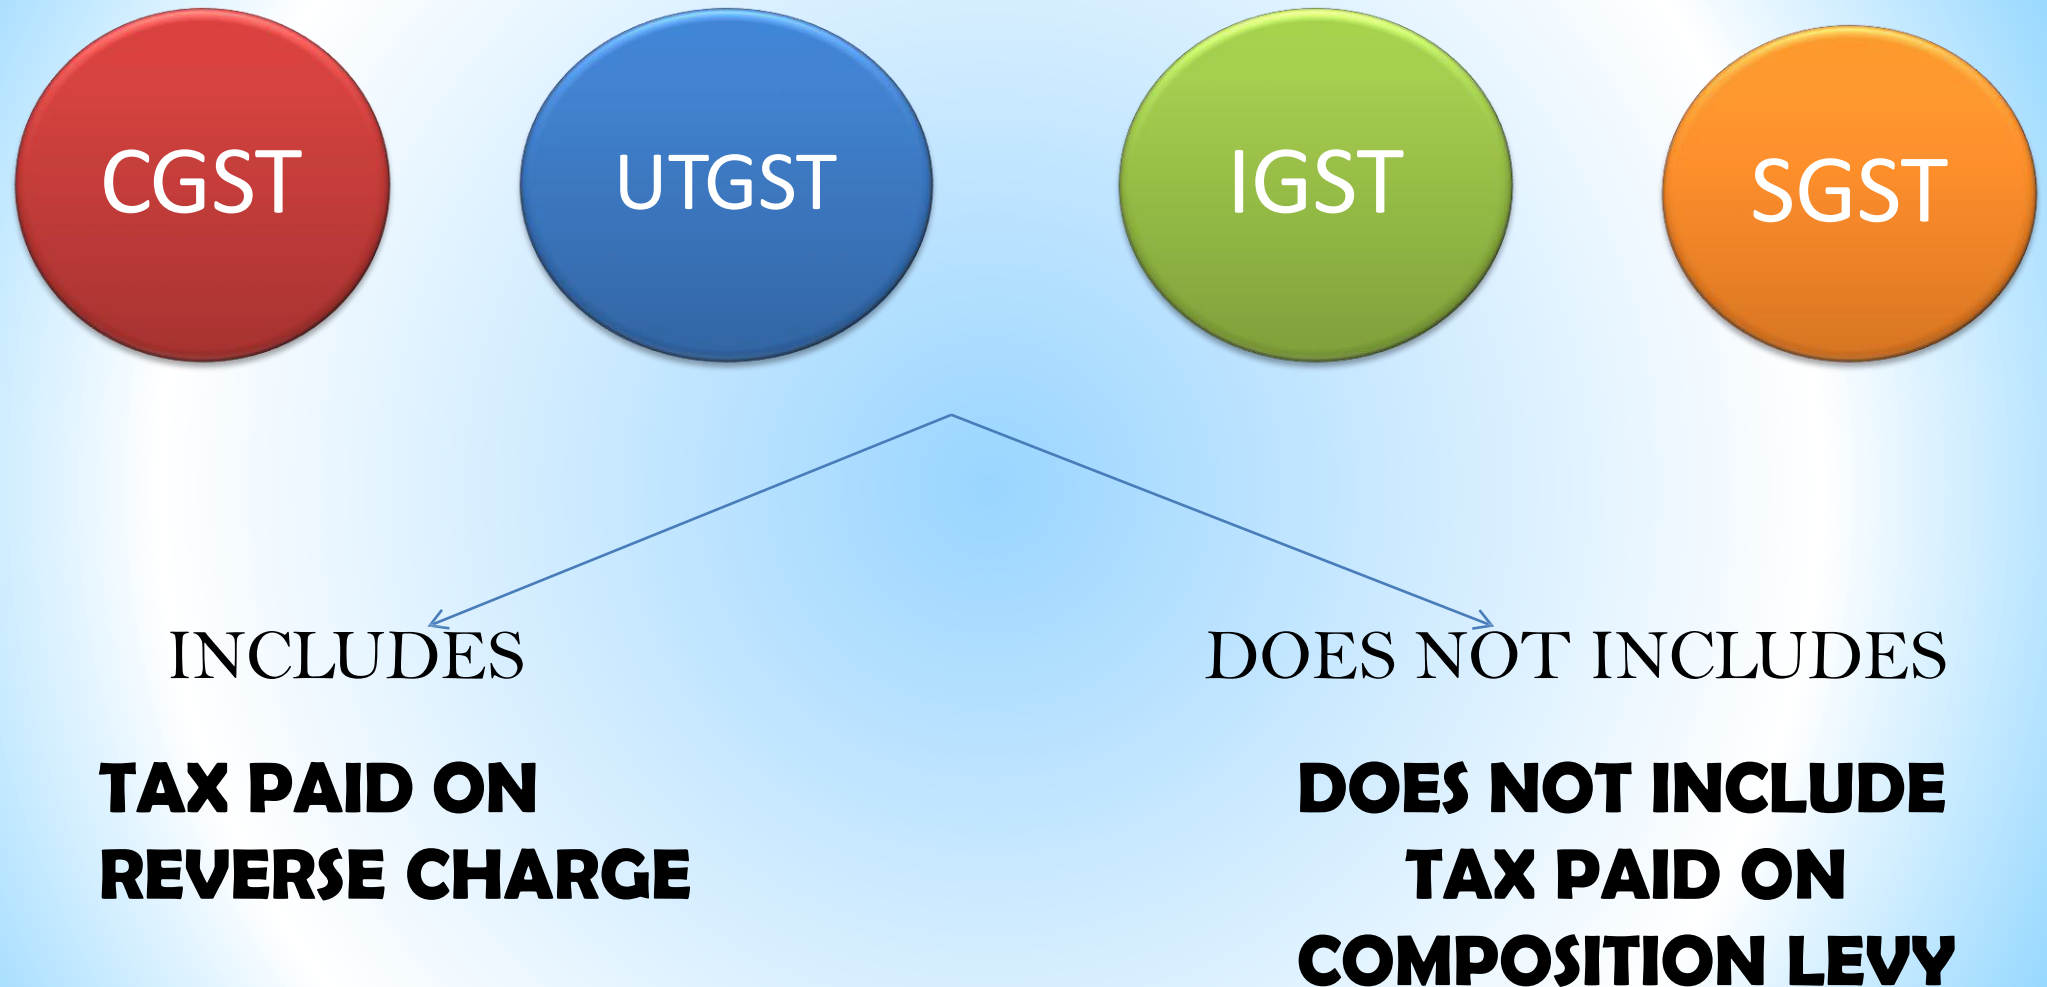 CGST
UTGST
IGST
SGST
INCLUDES
DOES NOT INCLUDES
TAX PAID ON
REVERSE CHARGE
DOES NOT INCLUDE
TAX PAID ON
COMPOSITION LEVY